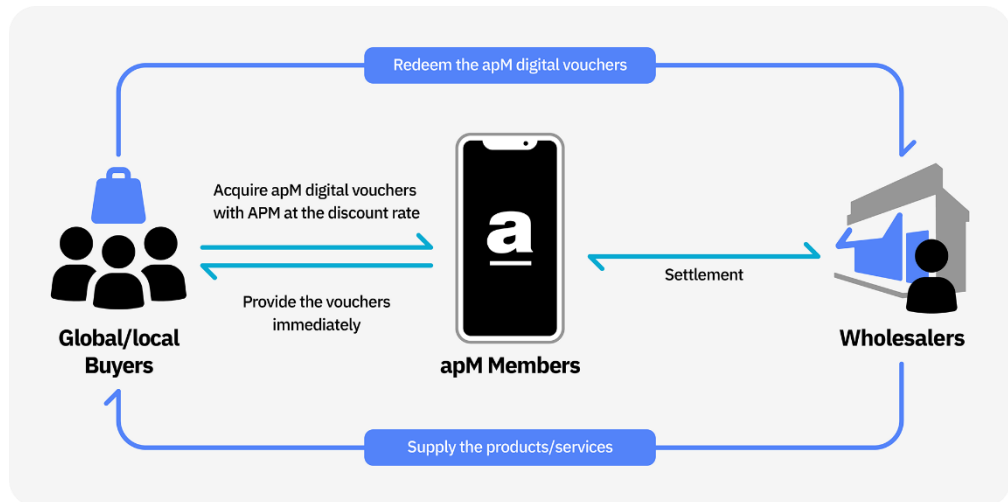 Redeem the apM digital vouchers
Acquire apM digital vouchers
with APM at the discount rate
a
Settlement
Provide the vouchers
immediately
Global/local
Buyers
apM Members
Wholesalers
Supply the products/services